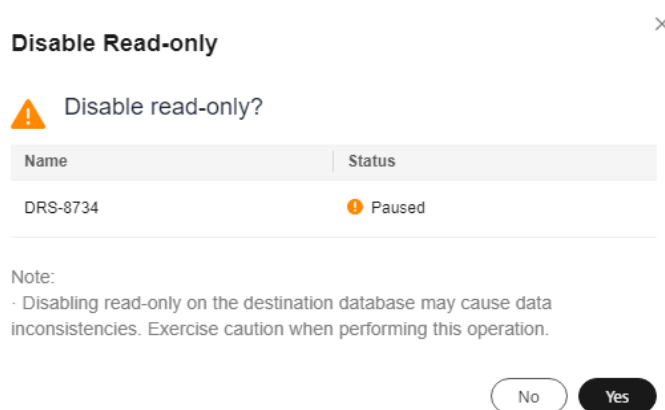 Disable Read-only
Disable read-only?
Name Status
DRS-8734 Paused
Note:
· Disabling read-only on the destination database may cause data
inconsistencies. Exercise caution when performing this operation.
No Yes